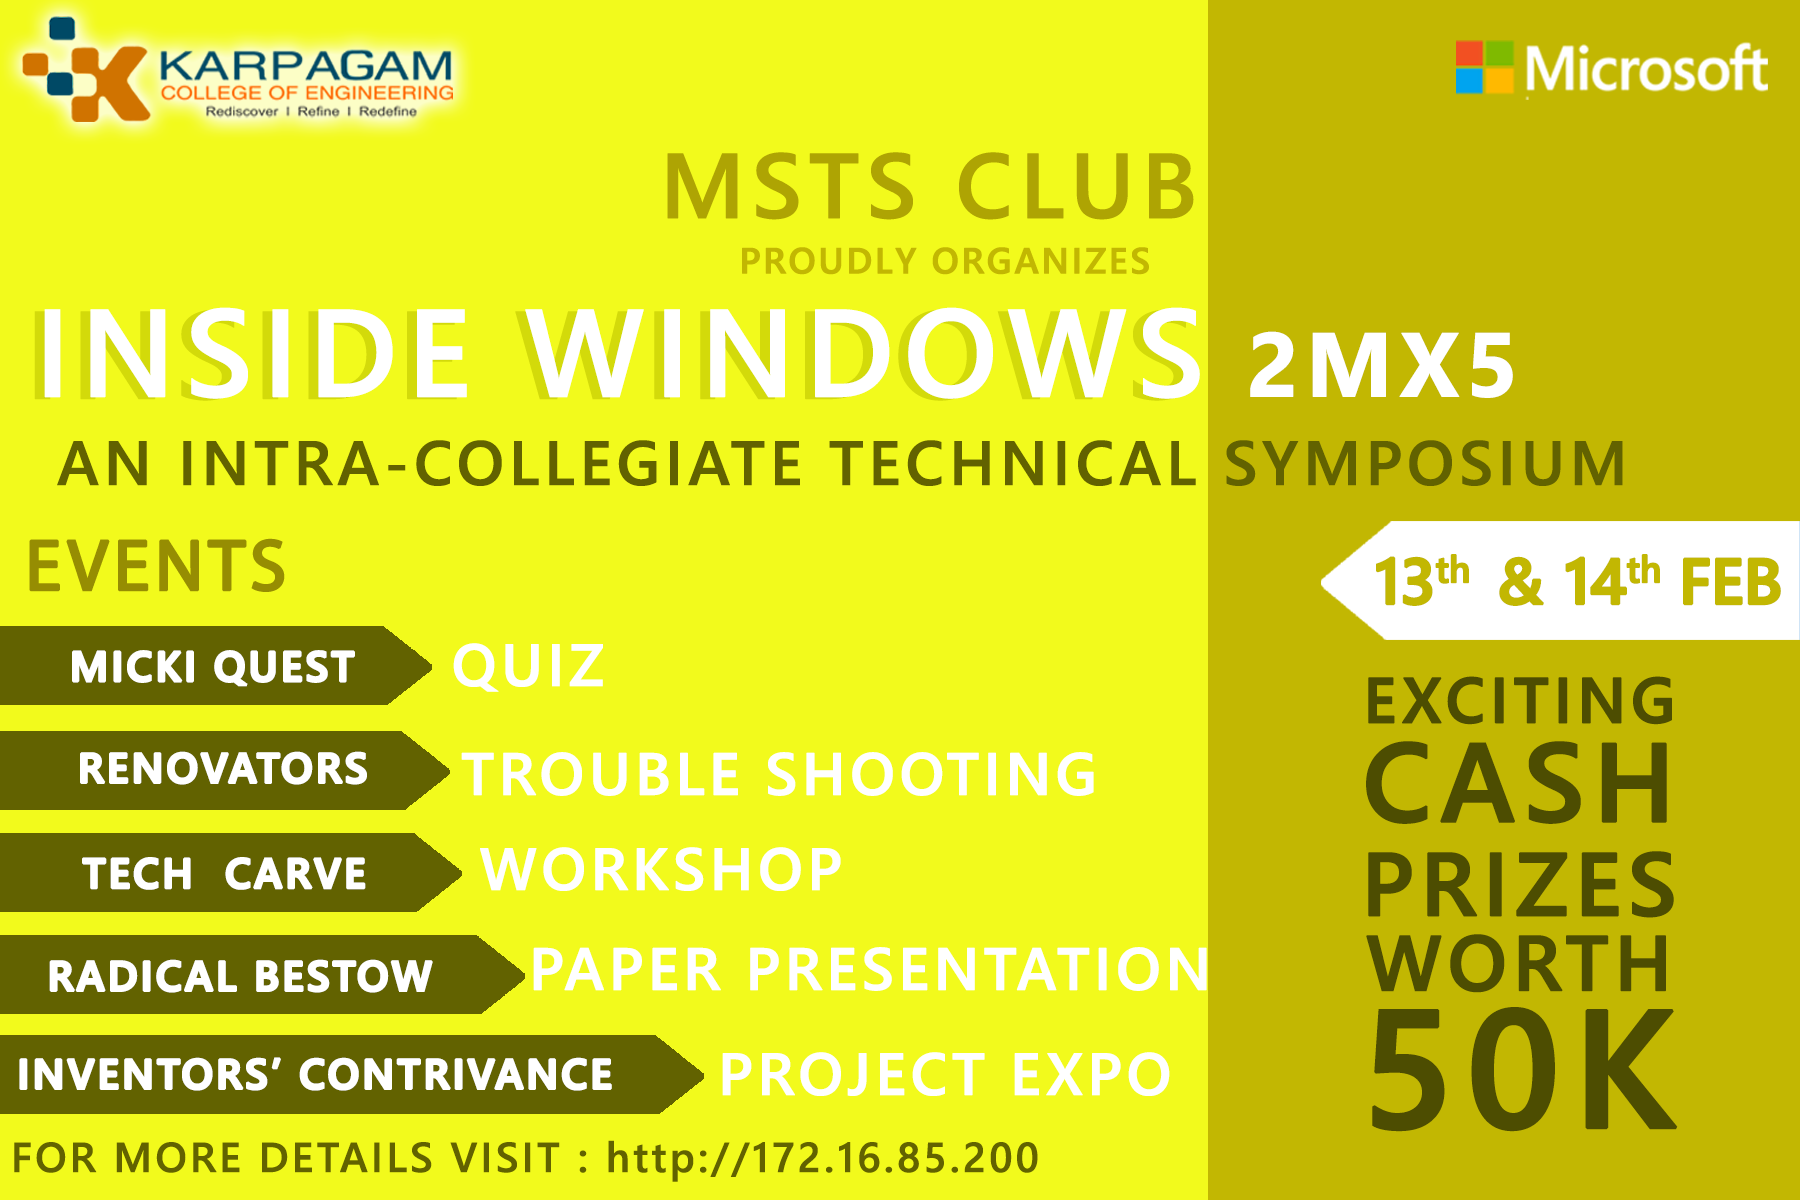 KARPAGAM
COLLEGE OF ENGINEERING
Rediscover I Refine I Redefine
Microsoft
MSTS CLUB
PROUDLY ORGANIZES
INSIDE WINDOWS 2MX5
AN INTRA-COLLEGIATE TECHNICAL SYMPOSIUM
EVENTS
MICKI QUEST QUIZ
RENOVATORS TROUBLE SHOOTING
TECH CARVE WORKSHOP
RADICAL BESTOW PAPER PRESENTATION
INVENTORS’ CONTRIVANCE PROJECT EXPO
FOR MORE DETAILS VISIT : http://172.16.85.200
13th & 14th FEB
EXCITING
CASH
PRIZES
WORTH
50K